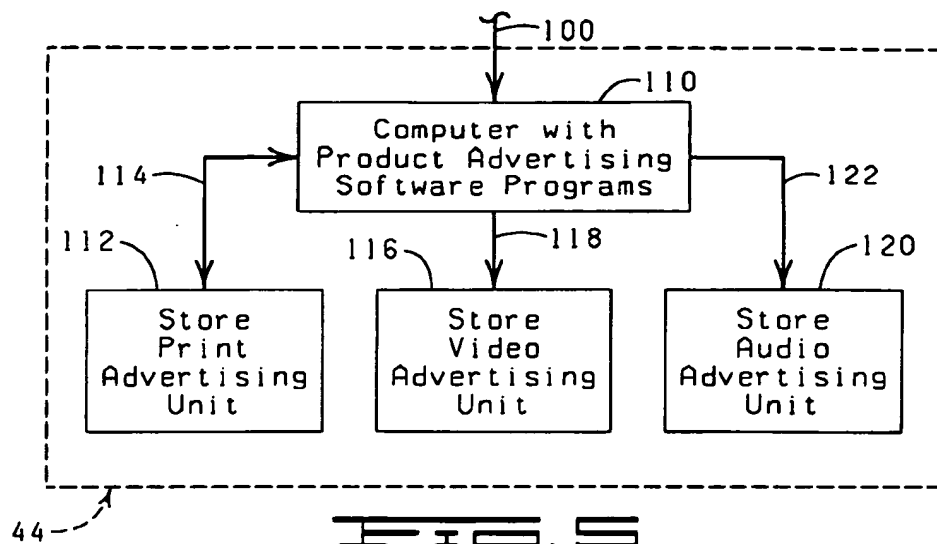 100
110
Computer with
Product Advertising
Software Programs
114
122
112
116
118
120
Store
Print
Advertising
Unit
Store
Video
Advertising
Unit
Store
Audio
Advertising
Unit
44